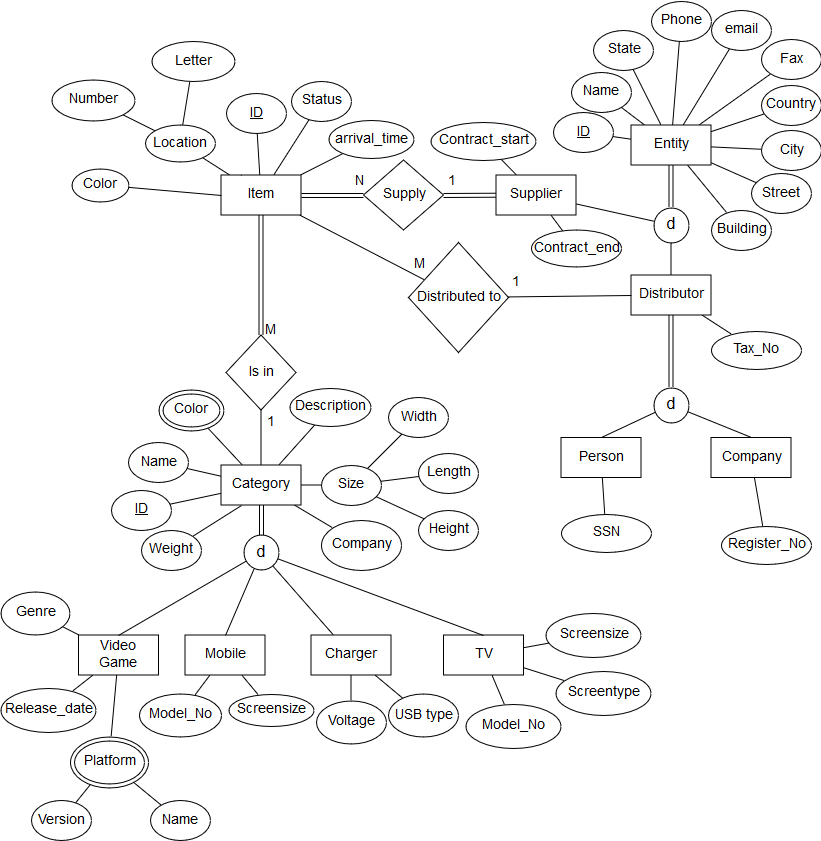 Phone
email
State
Letter
Fax
Name
Number
ID
Status
Country
ID
Entity
Location
arrival_time
Contract_start
City
Color
Item
N
Supply
1
Supplier
Street
d
Building
Contract_end
M
Distributed to
1
Distributor
M
Tax_No
Is in
Color
Description
d
1
Width
Name
Category
Size
Length
Person
Company
ID
Weight
Company
Height
SSN
Register_No
d
Genre
Video
Game
Mobile
Charger
TV
Screensize
Screentype
Release_date
Model_No
Screensize
Voltage
USB type
Model_No
Platform
Version
Name